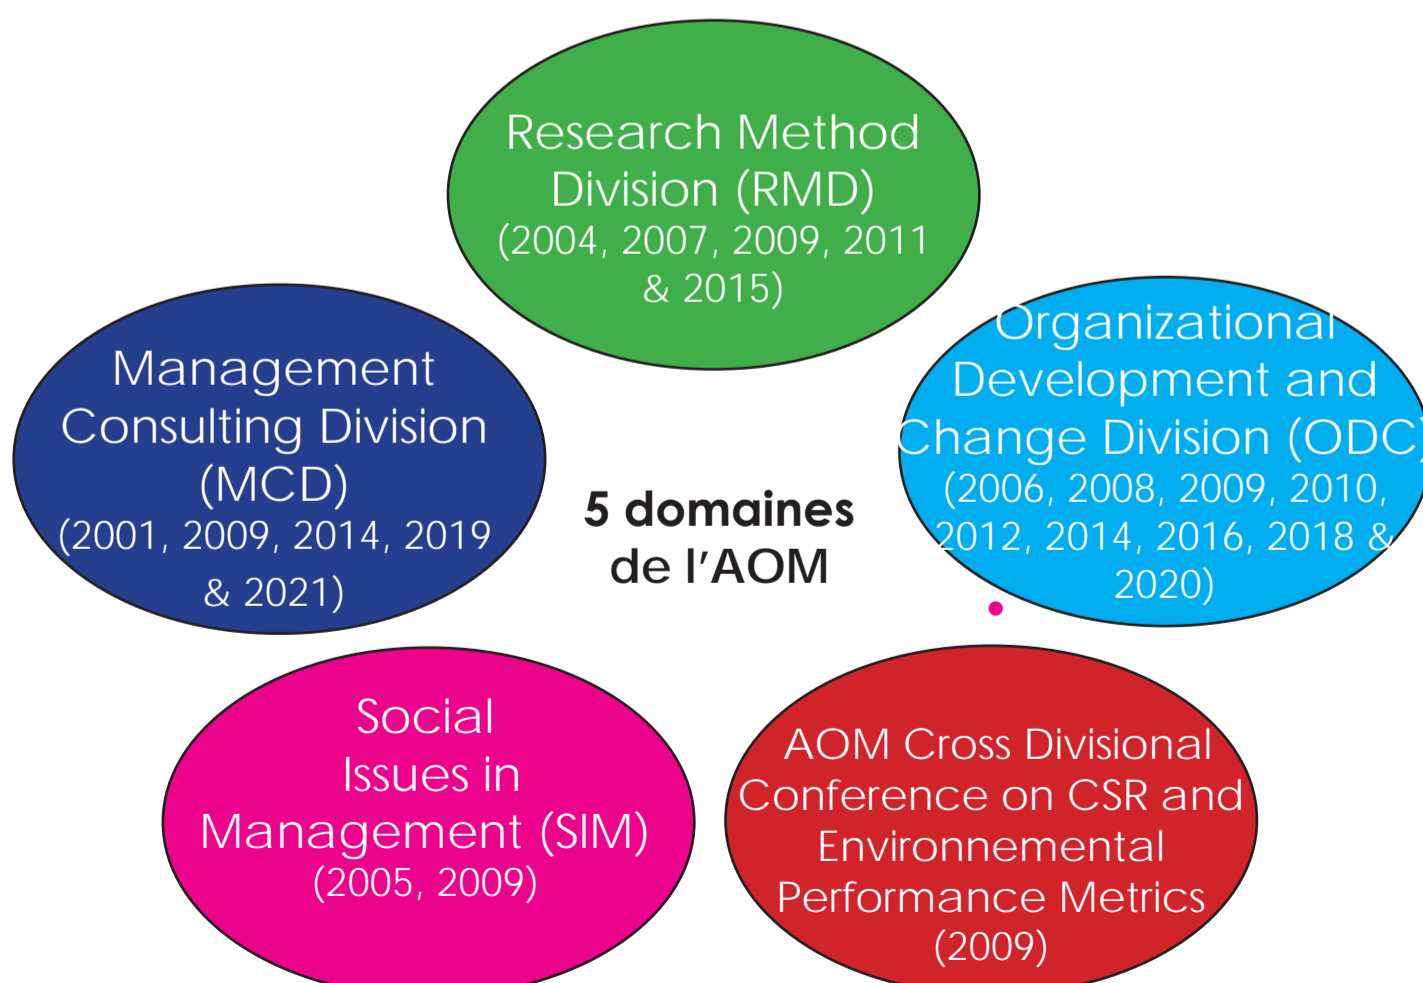 Research Method
Division (RMD)
(2004, 2007, 2009, 2011
& 2015)
Management
Consulting Division
(MCD)
(2001, 2009, 2014, 2019
& 2021)
Organizational
Development and
Change Division (ODC)
(2006, 2008, 2009, 2010,
2012, 2014, 2016, 2018 &
2020)
5 domaines
de l’AOM
Social
Issues in
Management (SIM)
(2005, 2009)
AOM Cross Divisional
Conference on CSR and
Environnemental
Performance Metrics
(2009)